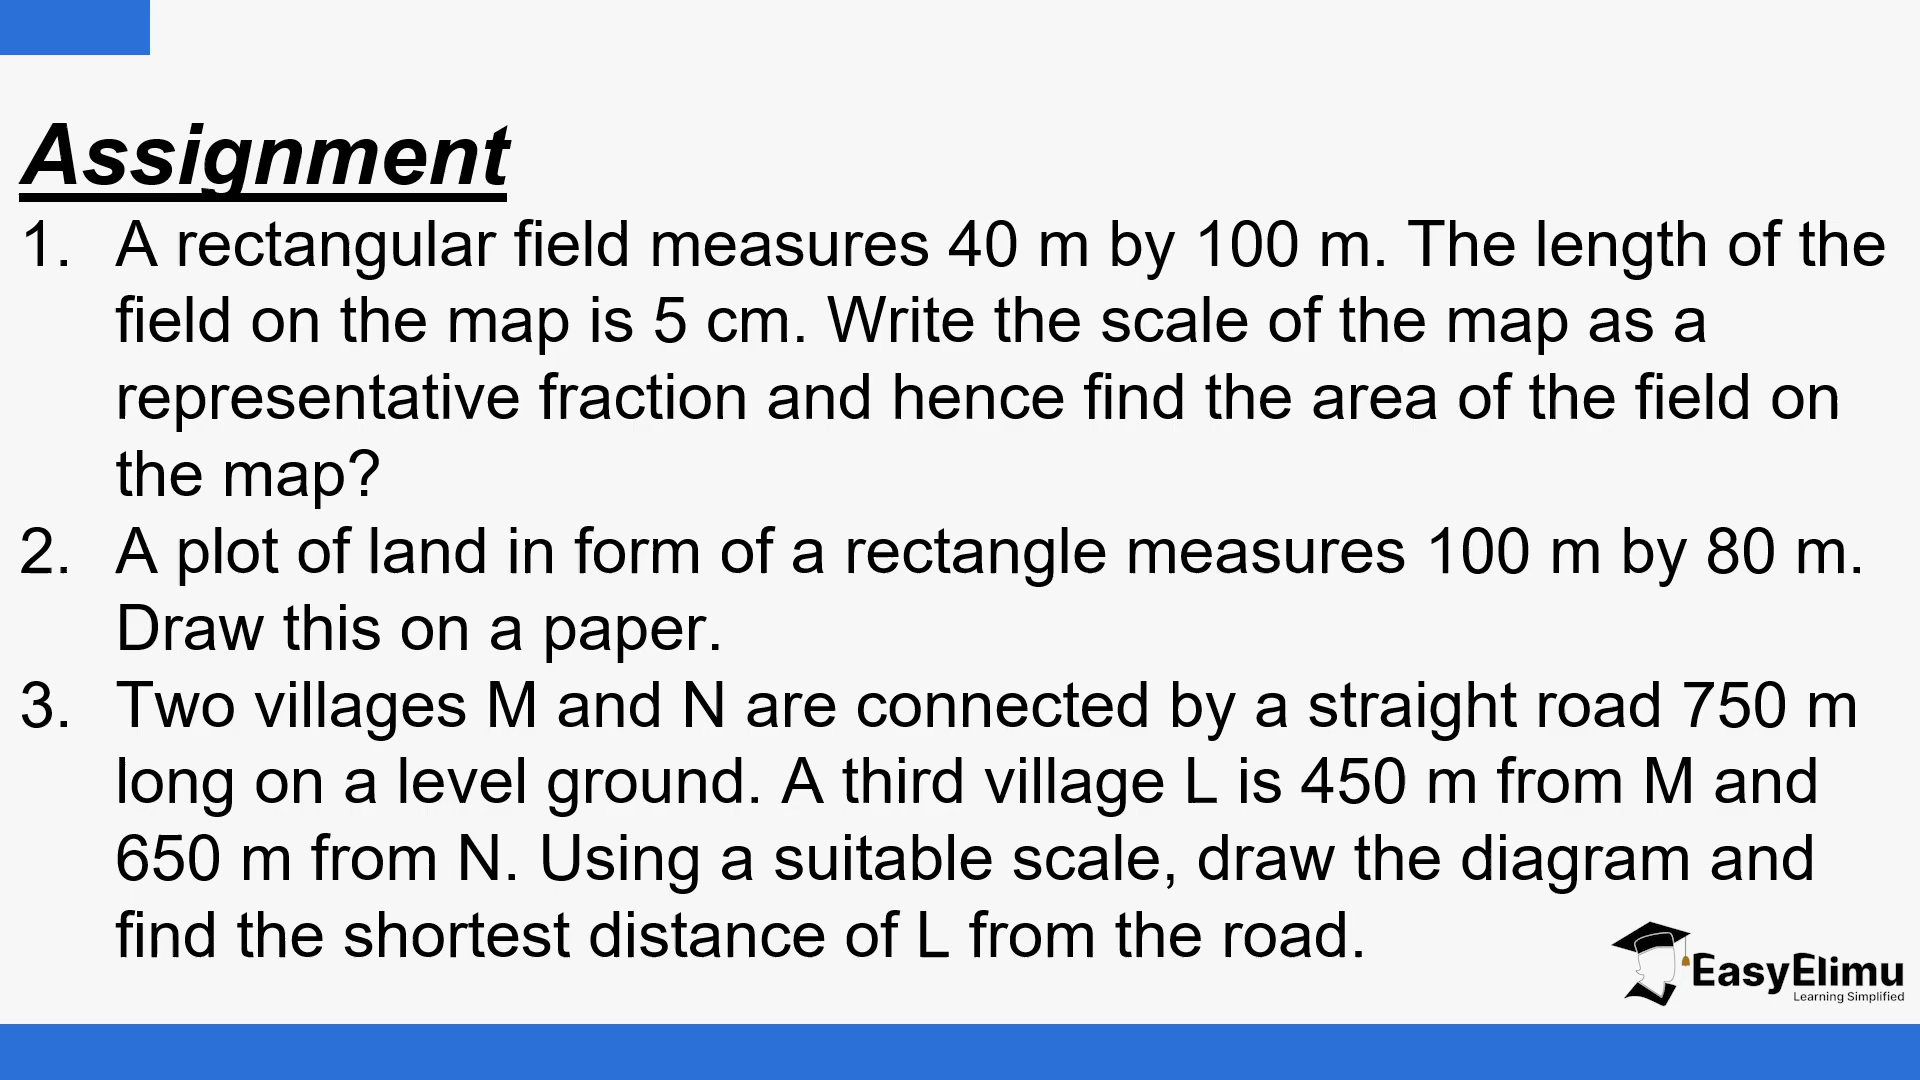 Assignment
1. A rectangular field measures 40 m by 100 m. The length of the
field on the map is 5 cm. Write the scale of the map as a
representative fraction and hence find the area of the field on
the map?
2. A plot of land in form of a rectangle measures 100 m by 80 m.
Draw this on a paper.
3. Two villages M and N are connected by a straight road 750 m
long on a level ground. A third village L is 450 m from M and
650 m from N. Using a suitable scale, draw the diagram and
find the shortest distance of L from the road.
EasyElimu
Learning Simplified